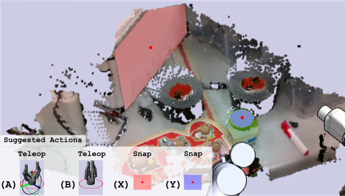 Suggested Actions
Teleop Teleop Snap Snap
(A) (B) (X) (Y)